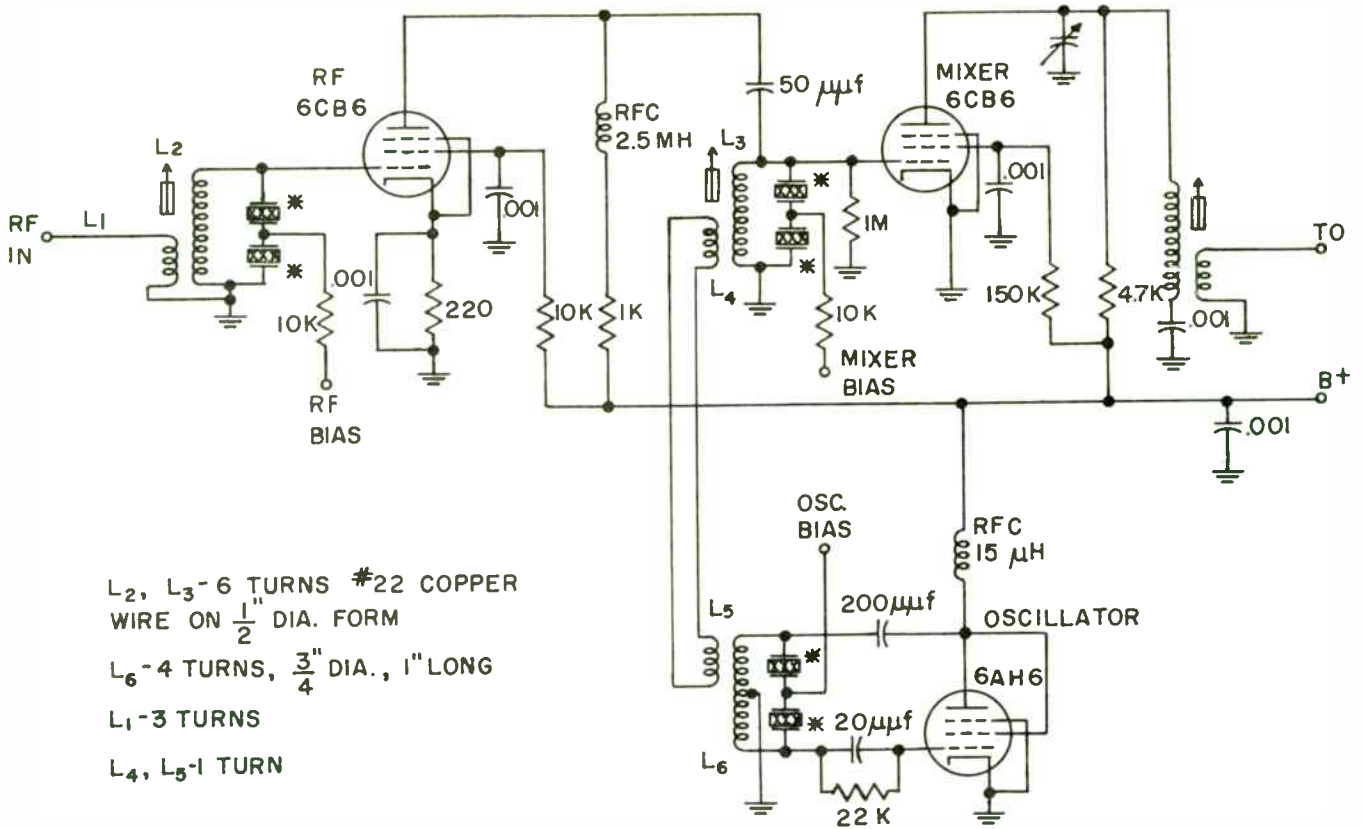 RF
6CB6
MIXER
6CB6
50 μμf
RFC
2.5 MH
L2
L3
RF
IN
L1
*
*
*
*
.001
.001
.001
1M
L4
TO
10K
220
10K
1K
10K
150K
4.7K
.001
MIXER
BIAS
RF
BIAS
B+
.001
OSC.
BIAS
RFC
15 μH
L2, L3 - 6 TURNS #22 COPPER
WIRE ON 1/2" DIA. FORM
L6 - 4 TURNS, 3/4" DIA., 1" LONG
L1 - 3 TURNS
L4, L5 - 1 TURN
L5
200μμf
OSCILLATOR
*
6AH6
*
20μμf
L6
22 K